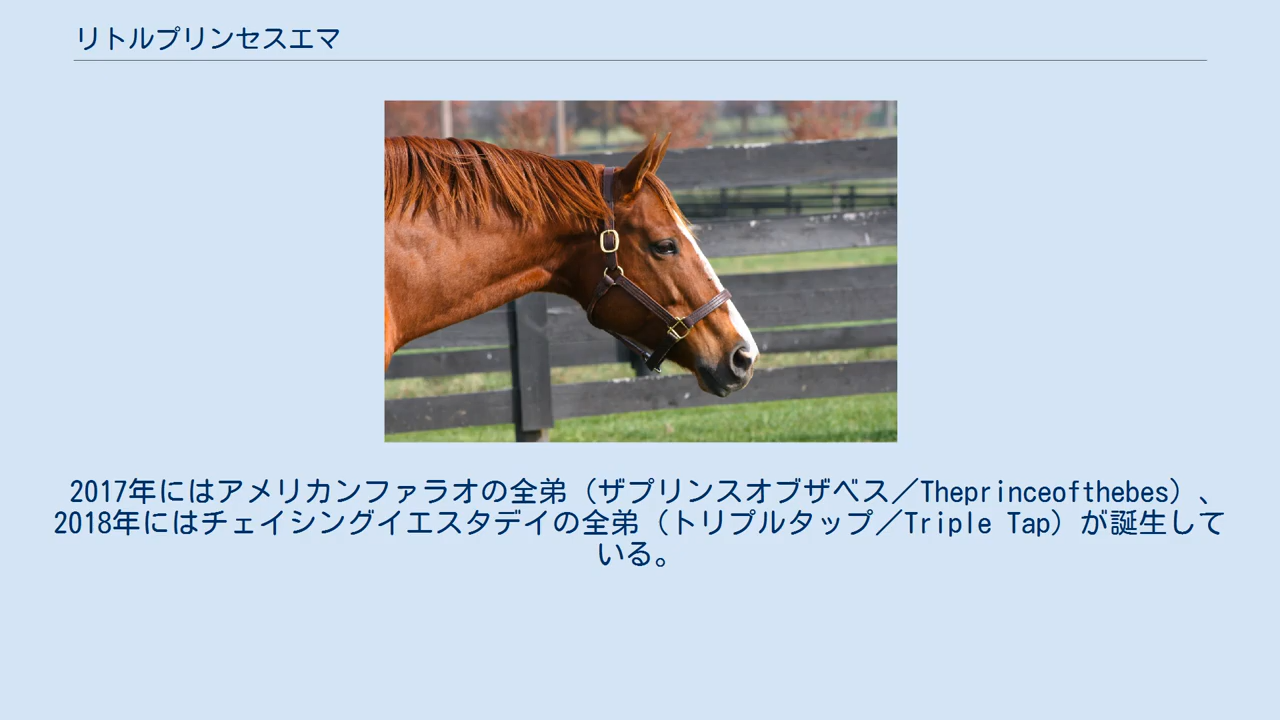 リトルプリンセスエマ
2017年にはアメリカンファラオの全弟（ザプリンスオブザベス／Theprinceofthebes）、
2018年にはチェイシングイエスタデイの全弟（トリプルタップ／Triple Tap）が誕生して
いる。